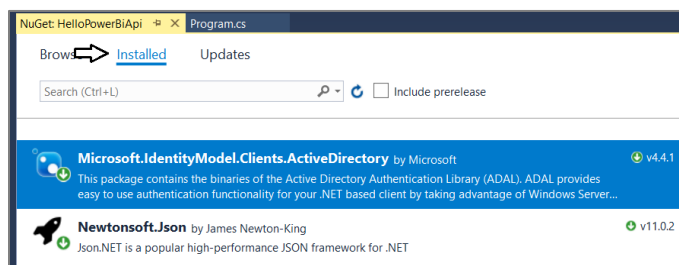 NuGet: HelloPowerBiApi Program.cs
Brows Installed Updates
Search (Ctrl+L) Include prerelease
Microsoft.IdentityModel.Clients.ActiveDirectory by Microsoft v4.4.1
This package contains the binaries of the Active Directory Authentication Library (ADAL). ADAL provides
easy to use authentication functionality for your .NET based client by taking advantage of Windows Server...
Newtonsoft.Json by James Newton-King v11.0.2
Json.NET is a popular high-performance JSON framework for .NET